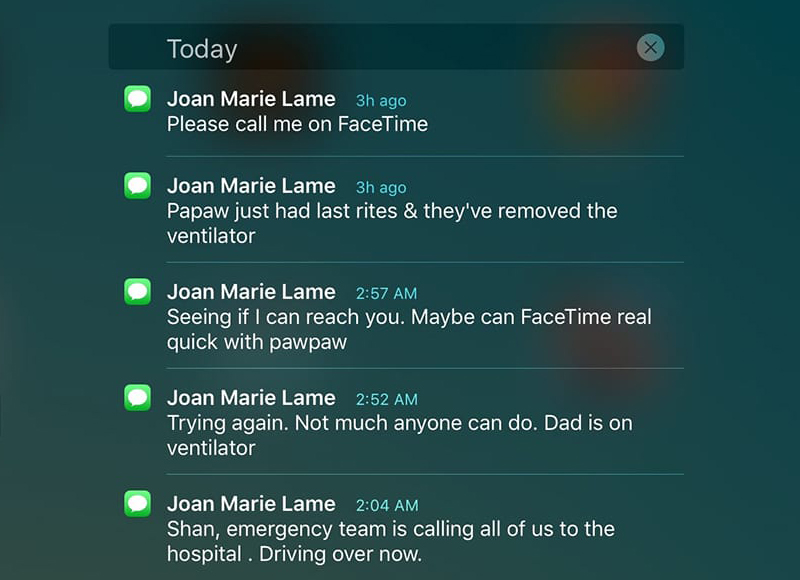 Today
Joan Marie Lame 3h ago
Please call me on FaceTime
Joan Marie Lame 3h ago
Papaw just had last rites & they've removed the
ventilator
Joan Marie Lame 2:57 AM
Seeing if I can reach you. Maybe can FaceTime real
quick with pawpaw
Joan Marie Lame 2:52 AM
Trying again. Not much anyone can do. Dad is on
ventilator
Joan Marie Lame 2:04 AM
Shan, emergency team is calling all of us to the
hospital . Driving over now.